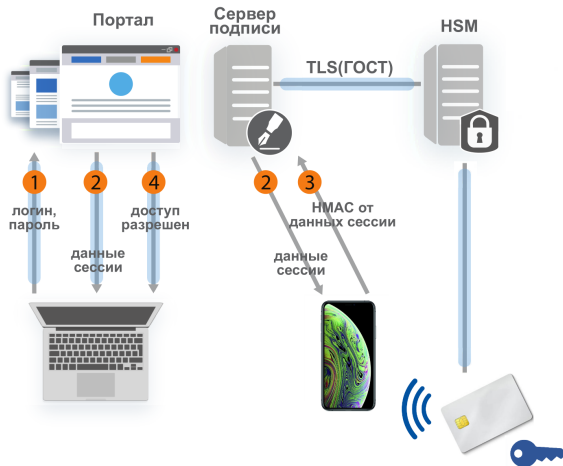 Портал
Сервер
подписи
HSM
TLS(ГОСТ)
1
2
4
2
3
логин,
пароль
доступ
разрешен
HMAC от
данных сессии
данные
сессии
данные
сессии